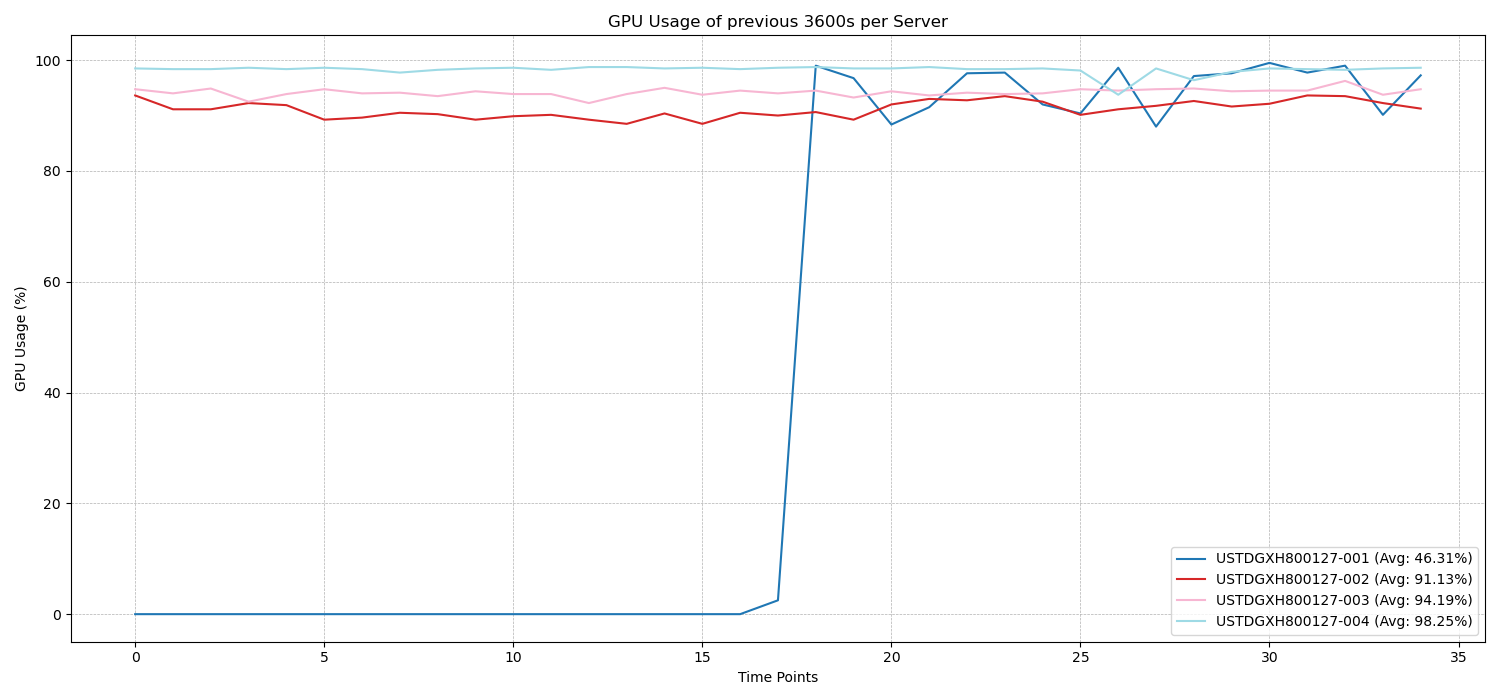 GPU Usage of previous 3600s per Server
GPU Usage (%)
100
80
60
40
20
0
0 5 10 15 20 25 30 35
Time Points
USTDGXH800127-001 (Avg: 46.31%)
USTDGXH800127-002 (Avg: 91.13%)
USTDGXH800127-003 (Avg: 94.19%)
USTDGXH800127-004 (Avg: 98.25%)